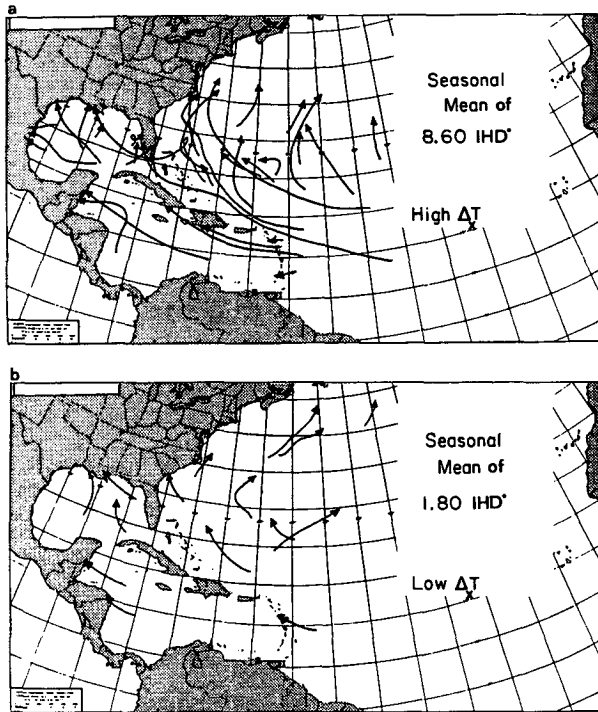 a
Seasonal
Mean of
8.60 IHD°
High ΔT
x
b
Seasonal
Mean of
1.80 IHD°
Low ΔT
x